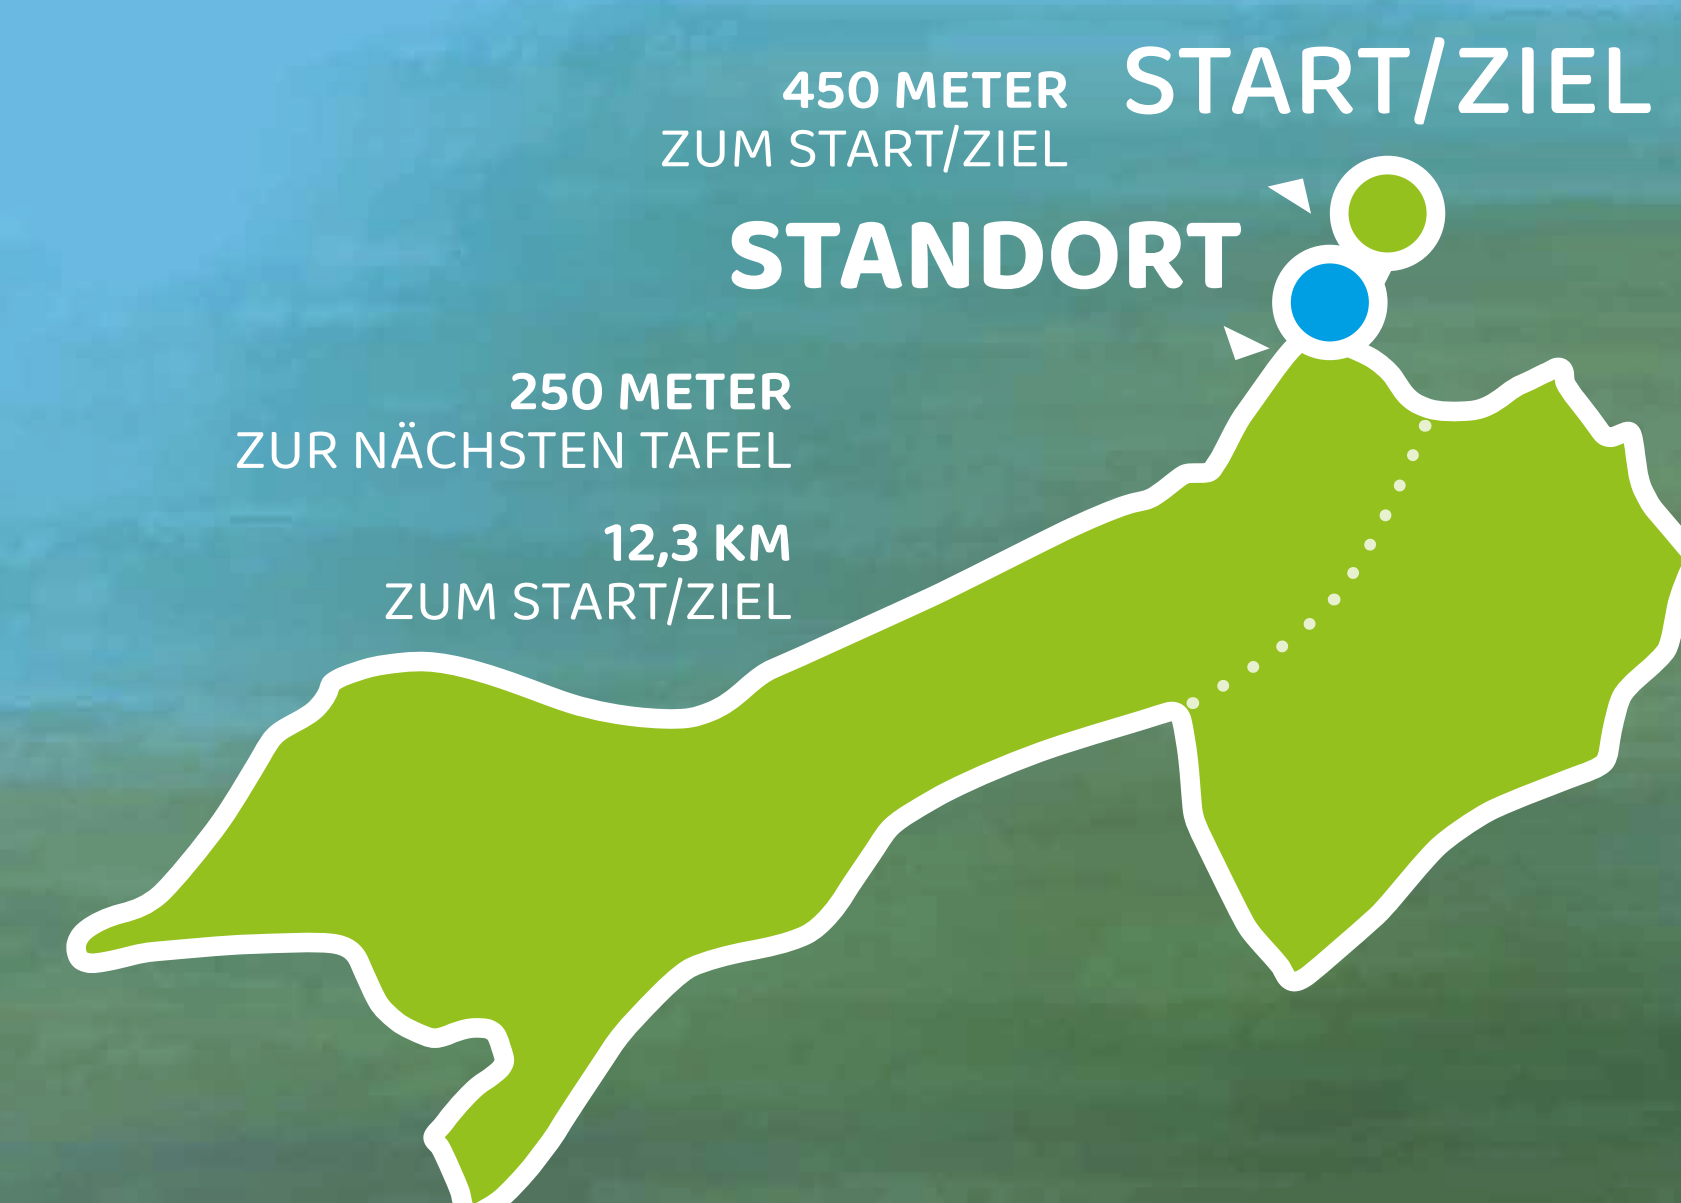 450 METER
ZUM START/ZIEL
START/ZIEL
STANDORT
250 METER
ZUR NÄCHSTEN TAFEL
12,3 KM
ZUM START/ZIEL